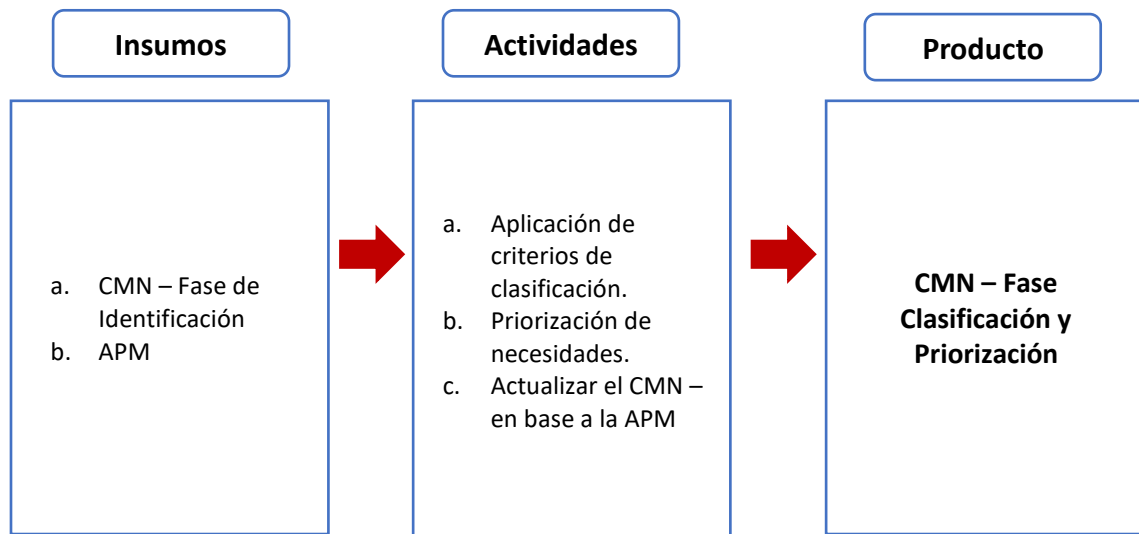 Insumos
Actividades
Producto
a. CMN – Fase de
Identificación
b. APM
a. Aplicación de
criterios de
clasificación.
b. Priorización de
necesidades.
c. Actualizar el CMN –
en base a la APM
CMN – Fase
Clasificación y
Priorización